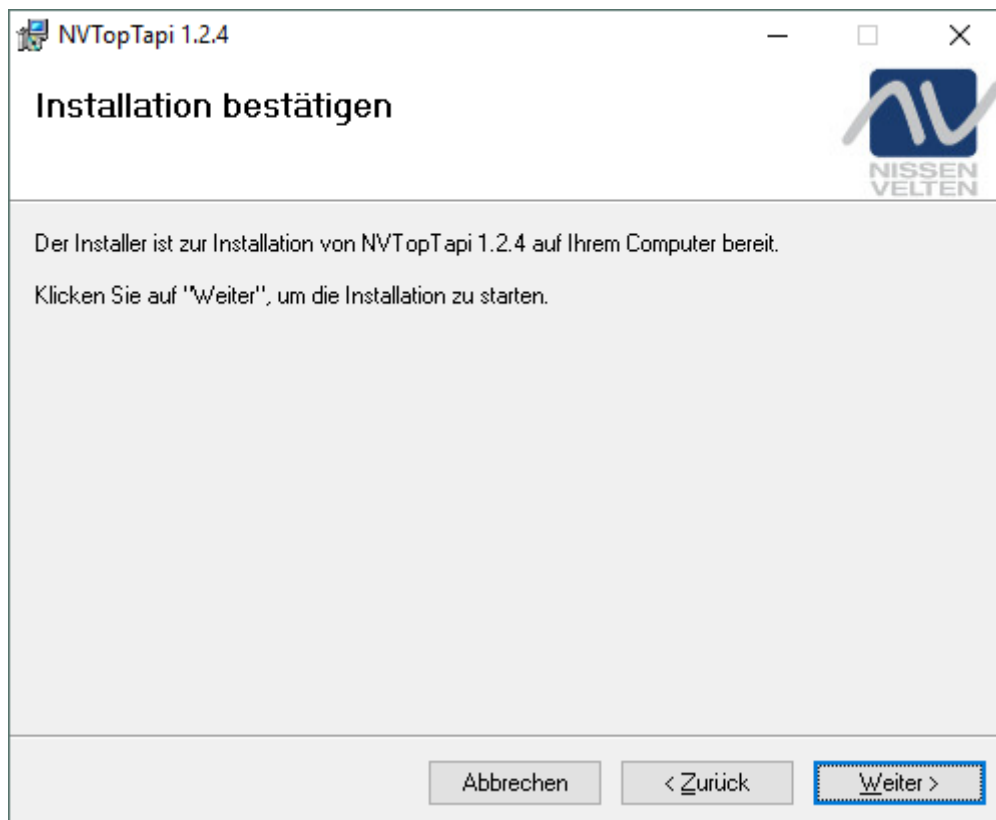 NVTopTapi 1.2.4
Installation bestätigen
NISSEN
VELTEN
Der Installer ist zur Installation von NVTopTapi 1.2.4 auf Ihrem Computer bereit.
Klicken Sie auf "Weiter", um die Installation zu starten.
Abbrechen
< Zurück
Weiter >